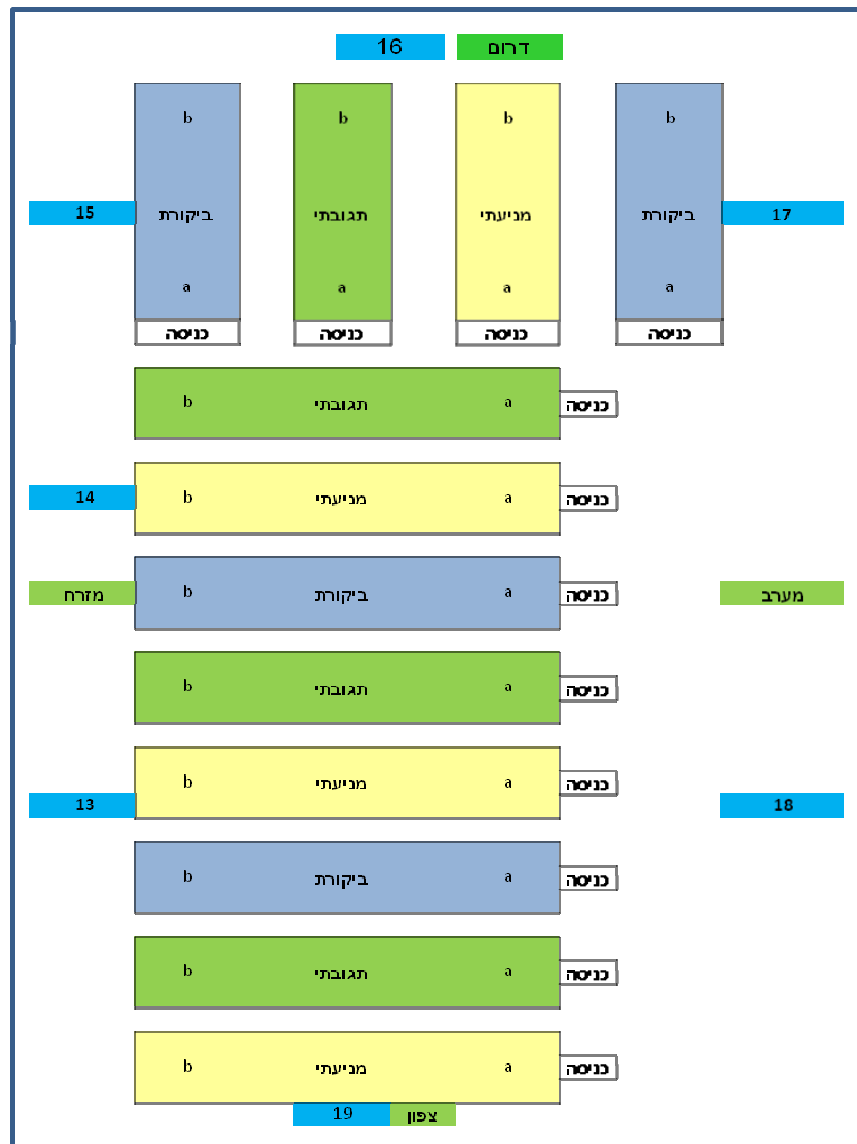 דרום 16
b b b b
17 ביקורת מניעתי תגובתי ביקורת 15
a a a a
כניסה כניסה כניסה כניסה
כניסה a תגובתי b
כניסה a מניעתי b 14
מערב כניסה a ביקורת b מזרח
כניסה a תגובתי b
18 כניסה a מניעתי b 13
כניסה a ביקורת b
כניסה a תגובתי b
כניסה a מניעתי b
צפון 19